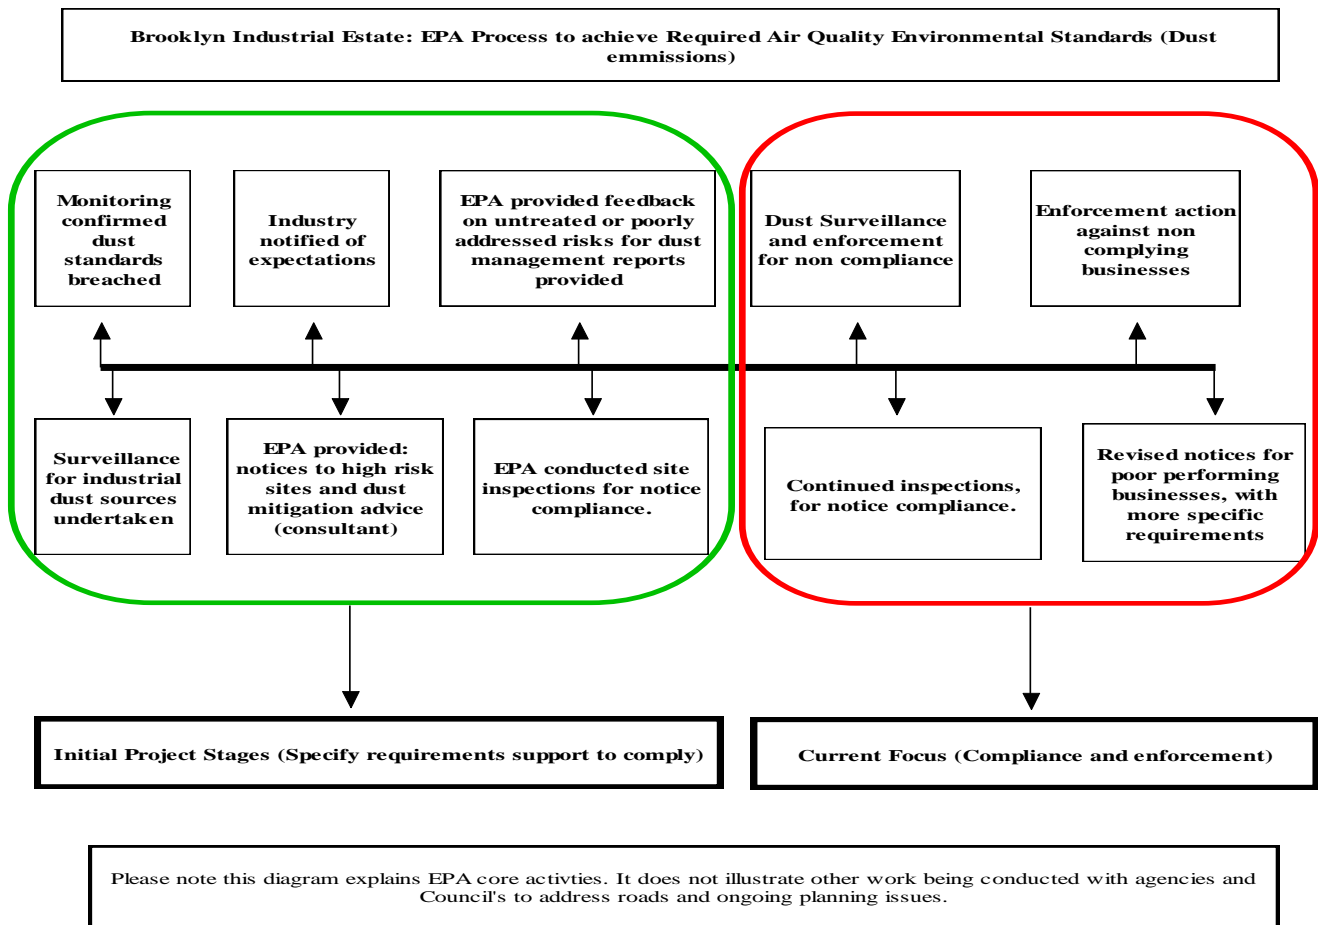 Brooklyn Industrial Estate: EPA Process to achieve Required Air Quality Environmental Standards (Dust
emmissions)
Monitoring
confirmed
dust
standards
breached
Industry
notified of
expectations
EPA provided feedback
on untreated or poorly
addressed risks for dust
management reports
provided
Dust Surveillance
and enforcement
for non compliance
Enforcement action
against non
complying
businesses
Surveillance
for industrial
dust sources
undertaken
EPA provided:
notices to high risk
sites and dust
mitigation advice
(consultant)
EPA conducted site
inspections for notice
compliance.
Continued inspections,
for notice compliance.
Revised notices for
poor performing
businesses, with
more specific
requirements
Initial Project Stages (Specify requirements support to comply)
Current Focus (Compliance and enforcement)
Please note this diagram explains EPA core activties. It does not illustrate other work being conducted with agencies and
Council's to address roads and ongoing planning issues.